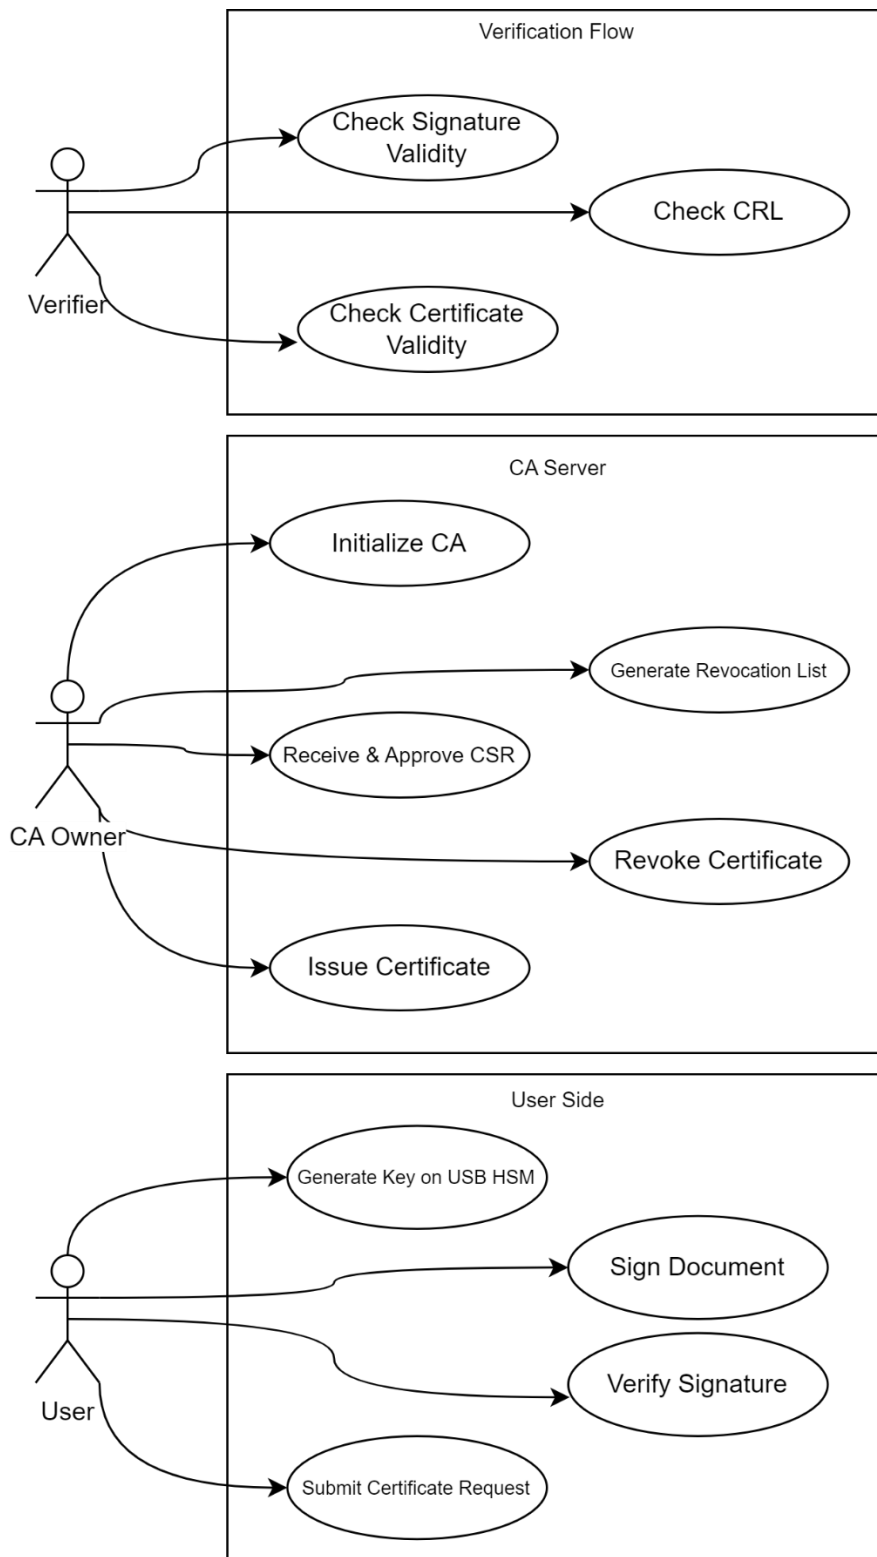 Verification Flow
Check Signature
Validity
Check CRL
Verifier
Check Certificate
Validity
CA Server
Initialize CA
Generate Revocation List
Receive & Approve CSR
CA Owner
Revoke Certificate
Issue Certificate
User Side
Generate Key on USB HSM
Sign Document
Verify Signature
User
Submit Certificate Request